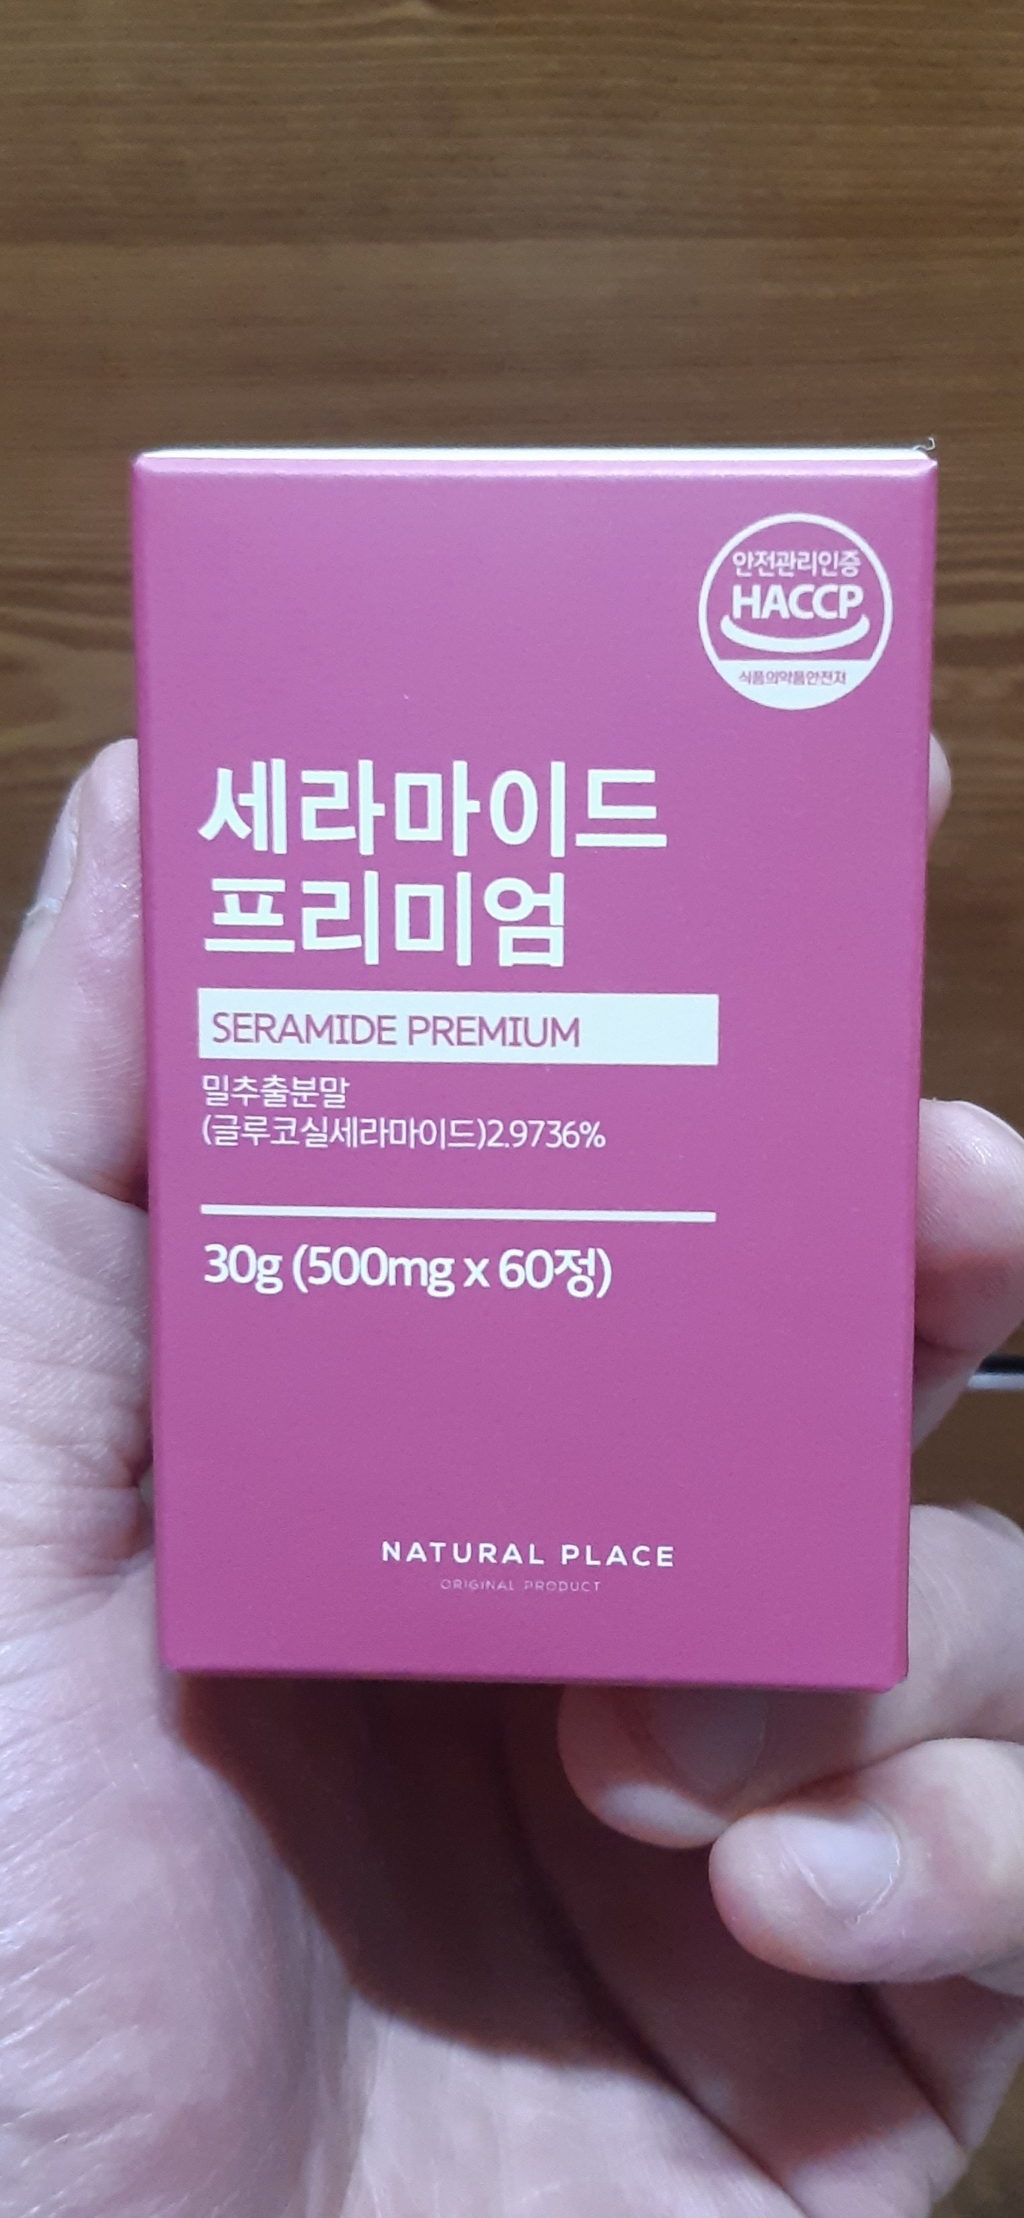 안전관리인증
HACCP
식품의약품안전처
세라마이드
프리미엄
SERAMIDE PREMIUM
밀추출분말
(글루코실세라마이드)2.9736%
30g (500mg x 60정)
NATURAL PLACE
ORIGINAL PRODUCT